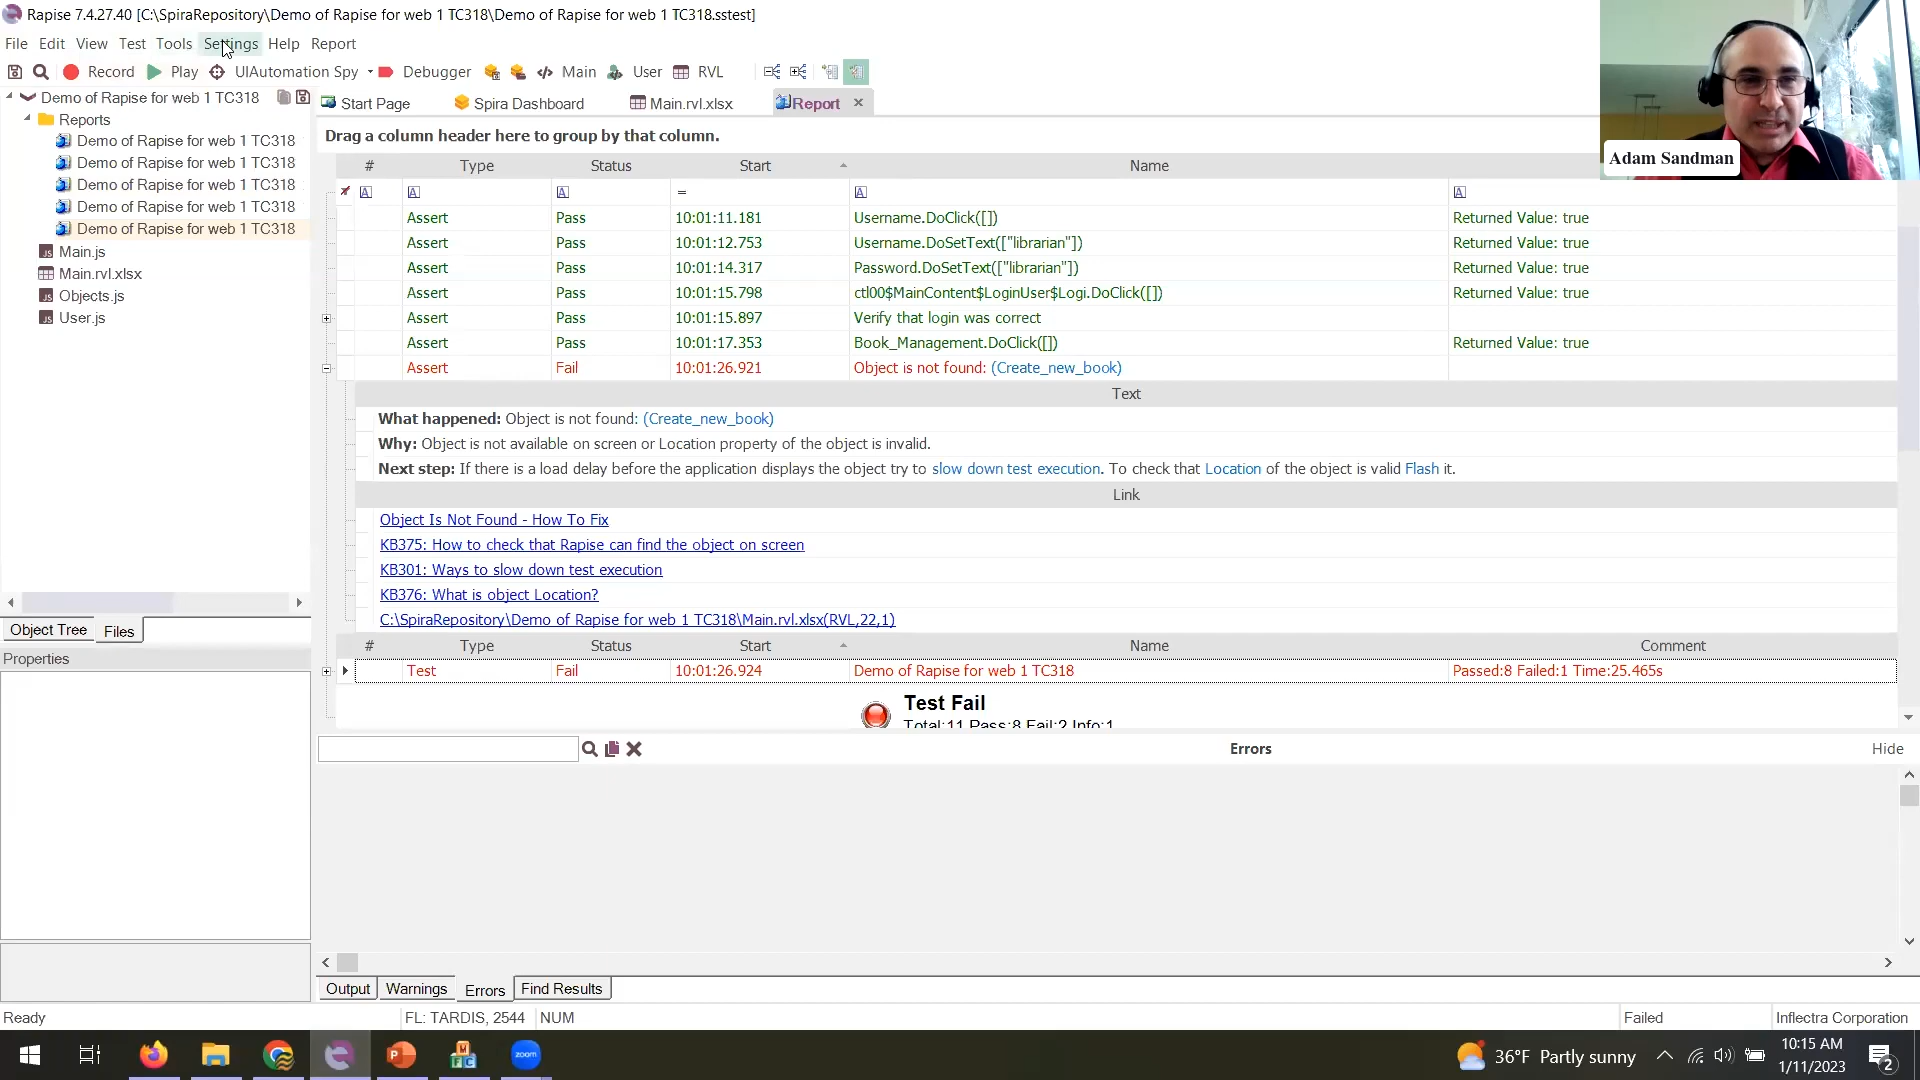 Rapise 7.4.27.40 [C:\SpiraRepository\Demo of Rapise for web 1 TC318\Demo of Rapise for web 1 TC318.sstest]
File Edit View Test Tools Settings Help Report
Record Play UIAutomation Spy Debugger Main User RVL
Demo of Rapise for web 1 TC318
Reports
Demo of Rapise for web 1 TC318
Demo of Rapise for web 1 TC318
Demo of Rapise for web 1 TC318
Demo of Rapise for web 1 TC318
Demo of Rapise for web 1 TC318
Main.js
Main.rvl.xlsx
Objects.js
User.js
Object Tree Files
Properties
Start Page Spira Dashboard Main.rvl.xlsx Report
Drag a column header here to group by that column.
# Type Status Start Name
A A A = A A
Assert Pass 10:01:11.181 Username.DoClick([]) Returned Value: true
Assert Pass 10:01:12.753 Username.DoSetText(["librarian"]) Returned Value: true
Assert Pass 10:01:14.317 Password.DoSetText(["librarian"]) Returned Value: true
Assert Pass 10:01:15.798 ctl00$MainContent$LoginUser$Logi.DoClick([]) Returned Value: true
Assert Pass 10:01:15.897 Verify that login was correct
Assert Pass 10:01:17.353 Book_Management.DoClick([]) Returned Value: true
Assert Fail 10:01:26.921 Object is not found: (Create_new_book)
Text
What happened: Object is not found: (Create_new_book)
Why: Object is not available on screen or Location property of the object is invalid.
Next step: If there is a load delay before the application displays the object try to slow down test execution. To check that Location of the object is valid Flash it.
Link
Object Is Not Found - How To Fix
KB375: How to check that Rapise can find the object on screen
KB301: Ways to slow down test execution
KB376: What is object Location?
C:\SpiraRepository\Demo of Rapise for web 1 TC318\Main.rvl.xlsx(RVL,22,1)
# Type Status Start Name Comment
Test Fail 10:01:26.924 Demo of Rapise for web 1 TC318 Passed:8 Failed:1 Time:25.465s
Test Fail
Total:11 Pass:8 Fail:2 Info:1
Errors Hide
Output Warnings Errors Find Results
Ready FL: TARDIS, 2544 NUM Failed Inflectra Corporation
Adam Sandman
zoom
36°F Partly sunny
10:15 AM
1/11/2023
2